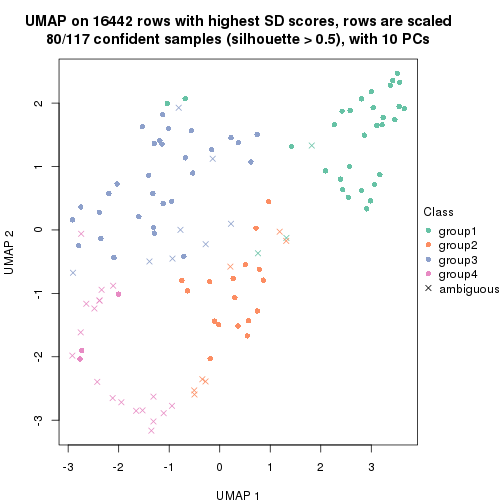 UMAP on 16442 rows with highest SD scores, rows are scaled
80/117 confident samples (silhouette > 0.5), with 10 PCs
UMAP 2
2
1
0
-1
-2
-3
-3 -2 -1 0 1 2 3
UMAP 1
Class
group1
group2
group3
group4
ambiguous